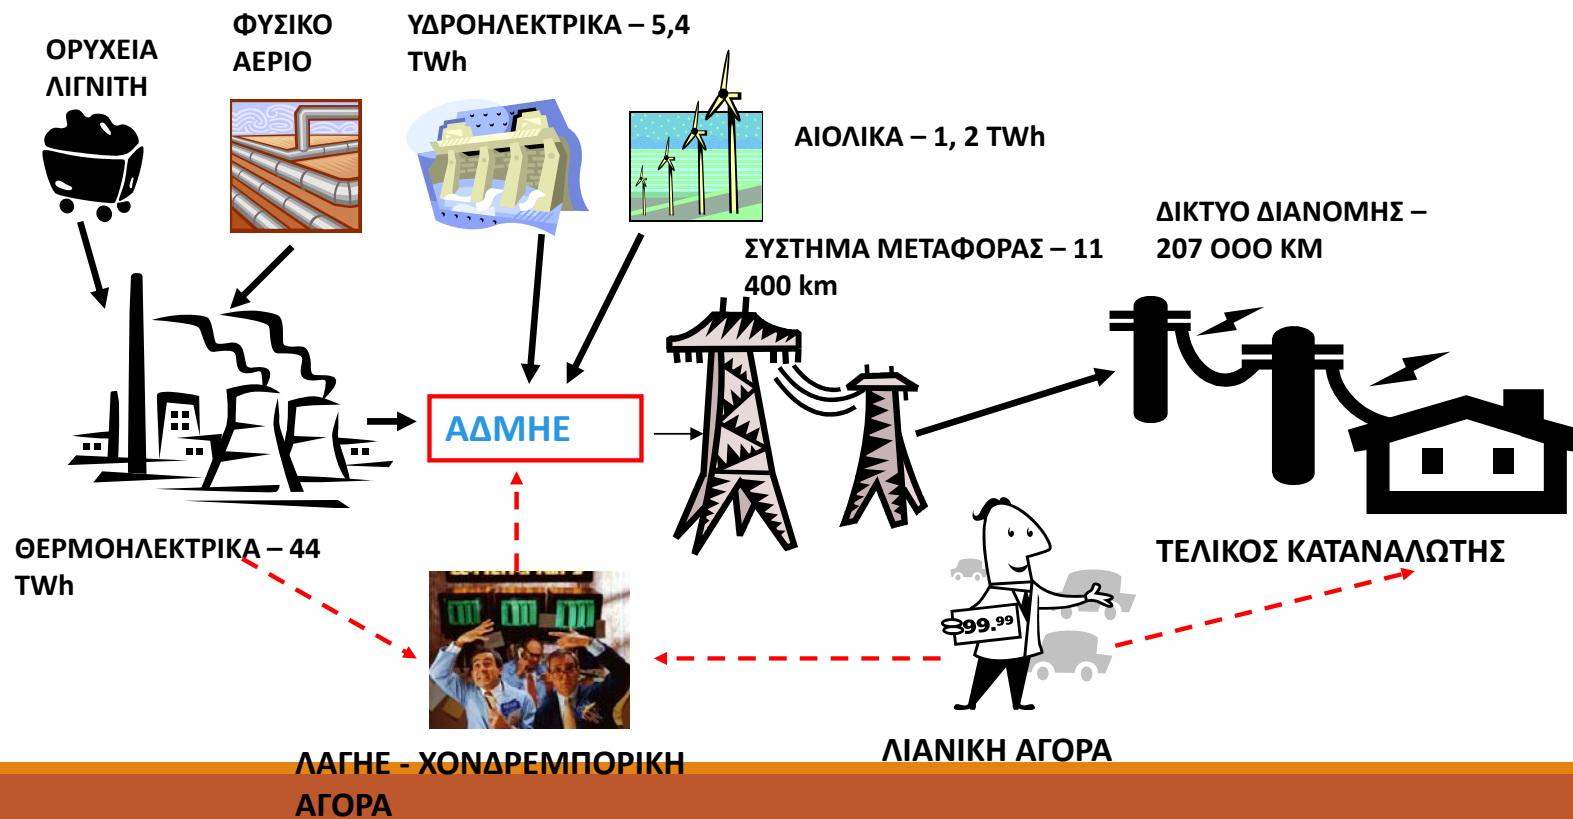 ΟΡΥΧΕΙΑ
ΛΙΓΝΙΤΗ
ΦΥΣΙΚΟ
ΑΕΡΙΟ
ΥΔΡΟΗΛΕΚΤΡΙΚΑ – 5,4
TWh
ΑΙΟΛΙΚΑ – 1, 2 TWh
ΣΥΣΤΗΜΑ ΜΕΤΑΦΟΡΑΣ – 11
400 km
ΔΙΚΤΥΟ ΔΙΑΝΟΜΗΣ –
207 ΟΟΟ ΚΜ
ΑΔΜΗΕ
ΘΕΡΜΟΗΛΕΚΤΡΙΚΑ – 44
TWh
ΤΕΛΙΚΟΣ ΚΑΤΑΝΑΛΩΤΗΣ
99.99
ΛΙΑΝΙΚΗ ΑΓΟΡΑ
ΛΑΓΗΕ - ΧΟΝΔΡΕΜΠΟΡΙΚΗ
ΑΓΟΡΑ